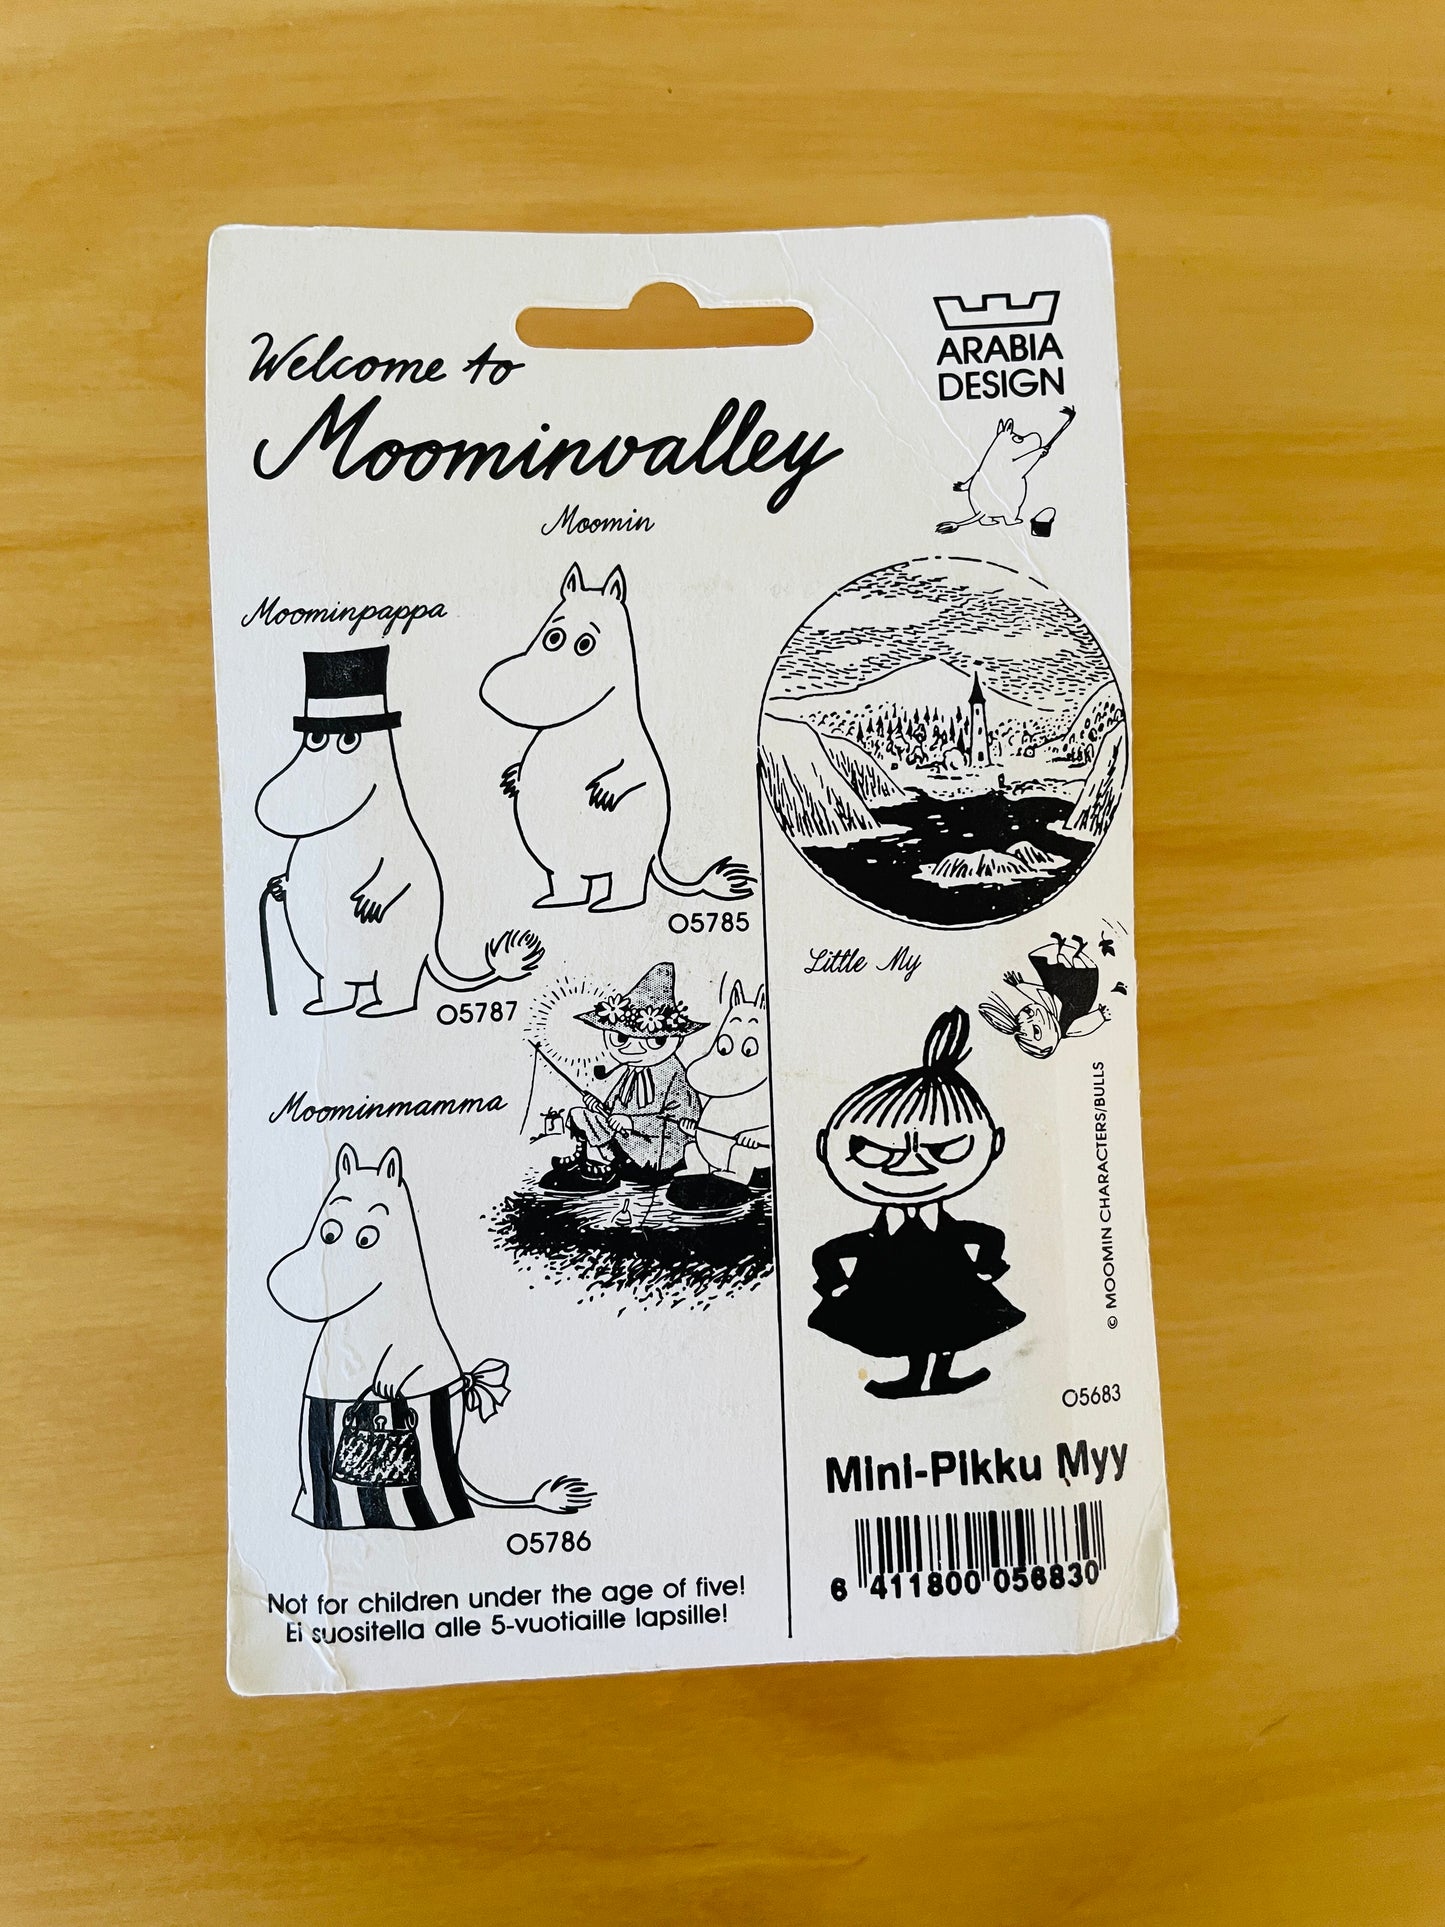 Welcome to
Moominvalley
ARABIA
DESIGN
Moomin
Moominpappa
O5785
O5787
Little My
Moominmamma
© MOOMIN CHARACTERS/BULLS
O5683
Mini-Pikku Myy
O5786
6 411800 056830
Not for children under the age of five!
Ei suositella alle 5-vuotiaille lapsille!